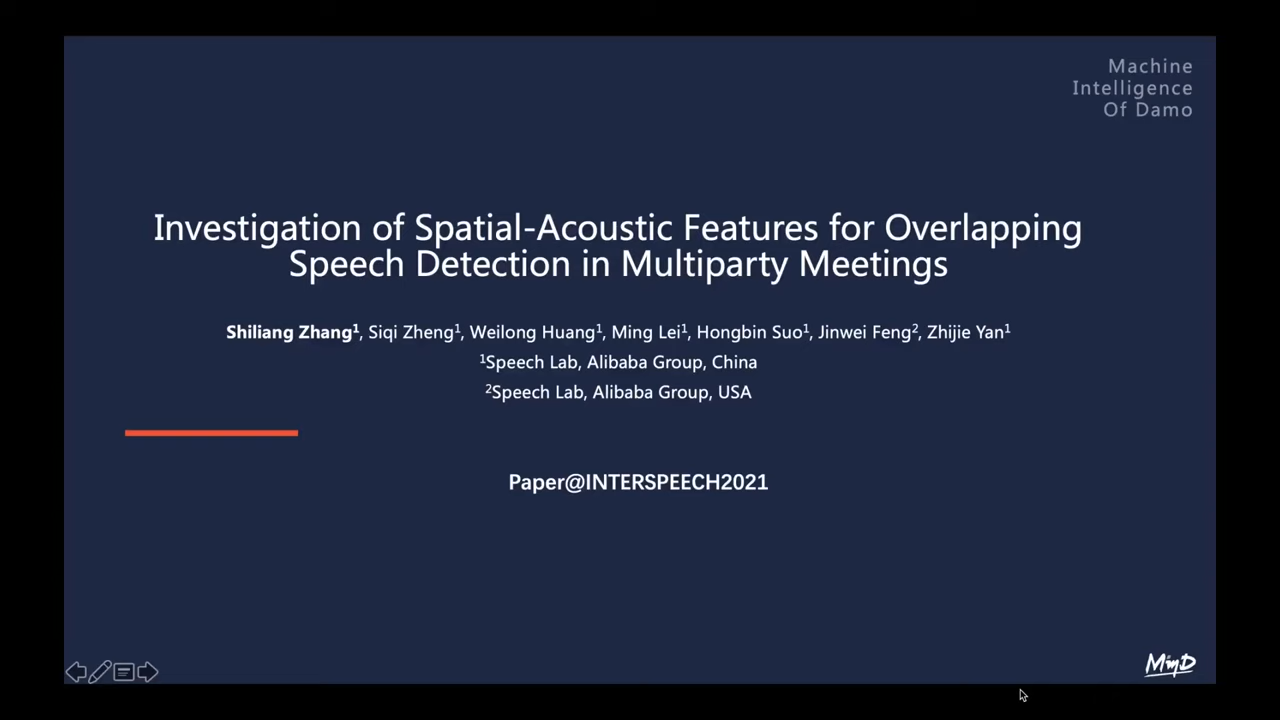 Machine
Intelligence
Of Damo
Investigation of Spatial-Acoustic Features for Overlapping
Speech Detection in Multiparty Meetings
Shiliang Zhang¹, Siqi Zheng¹, Weilong Huang¹, Ming Lei¹, Hongbin Suo¹, Jinwei Feng², Zhijie Yan¹
¹Speech Lab, Alibaba Group, China
²Speech Lab, Alibaba Group, USA
Paper@INTERSPEECH2021
MinD